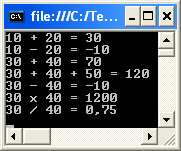 file:///C:/Te...
10 + 20 = 30
10 - 20 = -10
30 + 40 = 70
30 + 40 + 50 = 120
30 - 40 = -10
30 x 40 = 1200
30 / 40 = 0,75